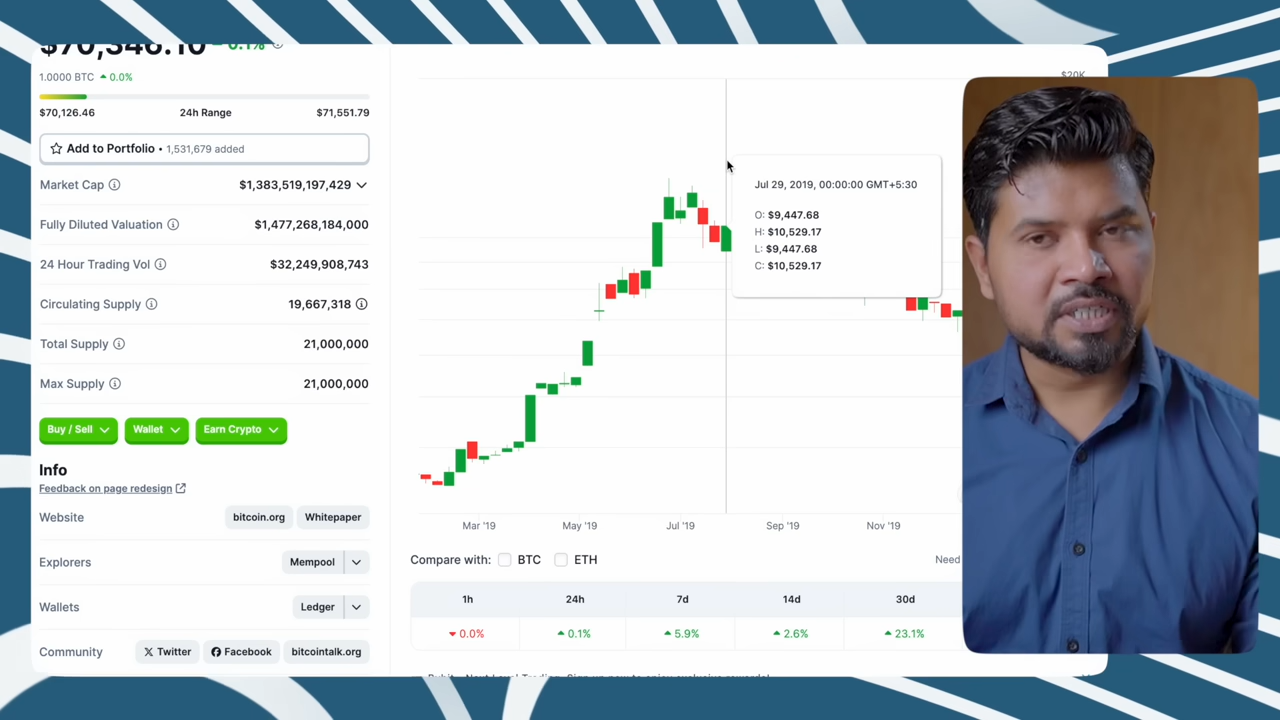 $70,346.10 0.1%
1.0000 BTC 0.0%
$70,126.46 24h Range $71,551.79
Add to Portfolio • 1,531,679 added
Market Cap $1,383,519,197,429
Fully Diluted Valuation $1,477,268,184,000
24 Hour Trading Vol $32,249,908,743
Circulating Supply 19,667,318
Total Supply 21,000,000
Max Supply 21,000,000
Buy / Sell Wallet Earn Crypto
Info
Feedback on page redesign
Website bitcoin.org Whitepaper
Explorers Mempool
Wallets Ledger
Community Twitter Facebook bitcointalk.org
$20K
Jul 29, 2019, 00:00:00 GMT+5:30
O: $9,447.68
H: $10,529.17
L: $9,447.68
C: $10,529.17
Mar '19 May '19 Jul '19 Sep '19 Nov '19
Compare with: BTC ETH Need
1h 24h 7d 14d 30d
0.0% 0.1% 5.9% 2.6% 23.1%